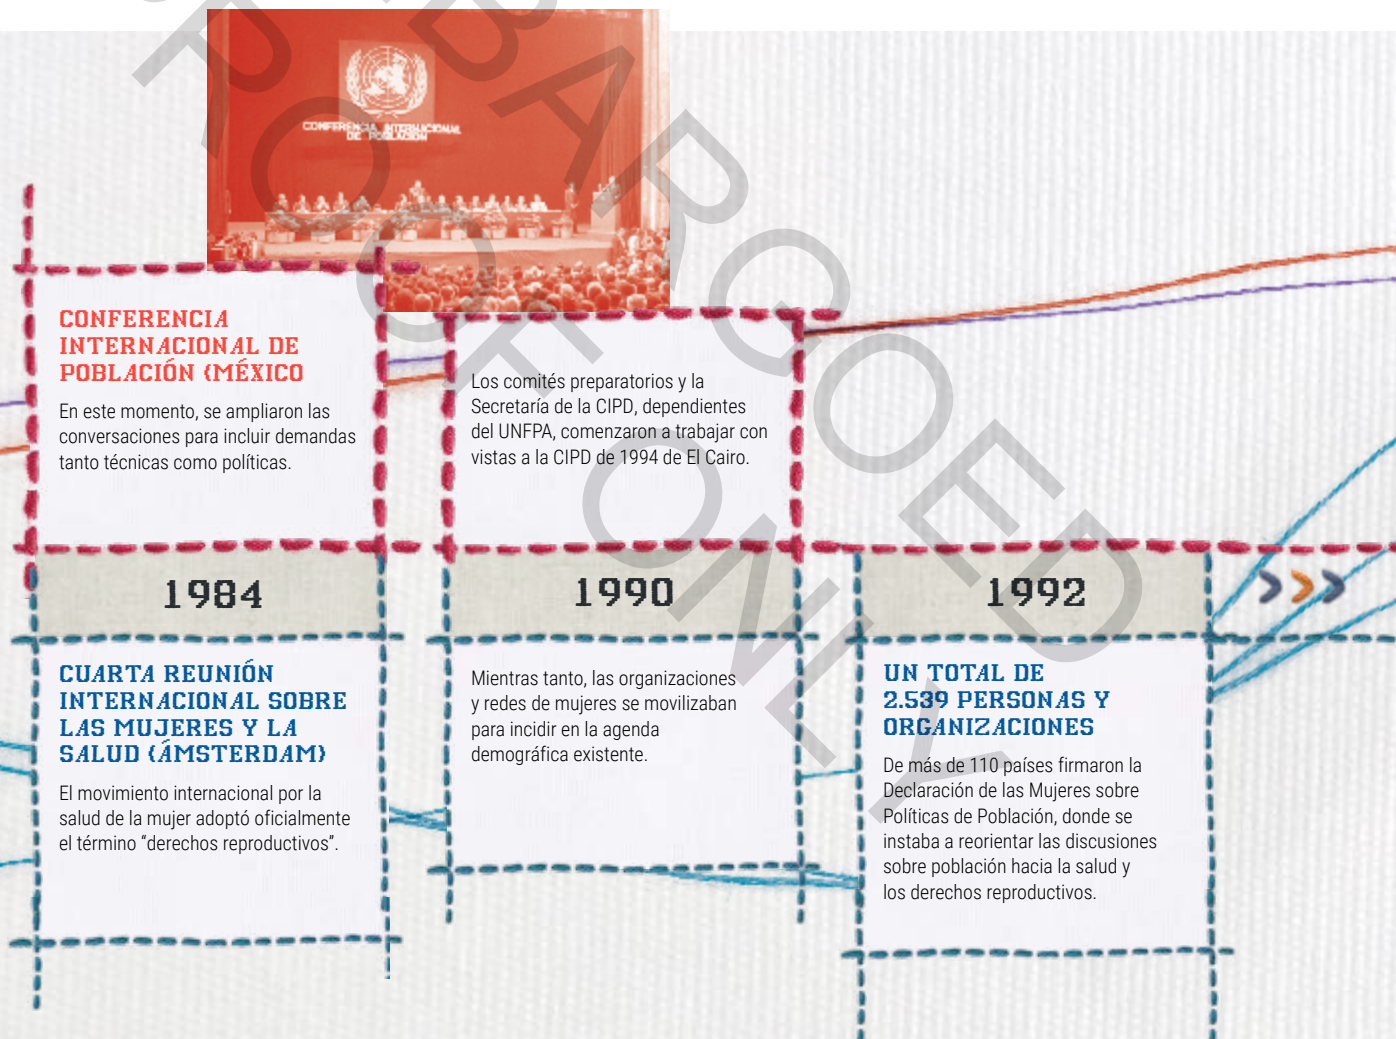 CONFERENCIA INTERNACIONAL
DE POBLACIÓN
CONFERENCIA
INTERNACIONAL DE
POBLACIÓN (MÉXICO
En este momento, se ampliaron las
conversaciones para incluir demandas
tanto técnicas como políticas.
Los comités preparatorios y la
Secretaría de la CIPD, dependientes
del UNFPA, comenzaron a trabajar con
vistas a la CIPD de 1994 de El Cairo.
1984
1990
1992
CUARTA REUNIÓN
INTERNACIONAL SOBRE
LAS MUJERES Y LA
SALUD (ÁMSTERDAM)
El movimiento internacional por la
salud de la mujer adoptó oficialmente
el término “derechos reproductivos”.
Mientras tanto, las organizaciones
y redes de mujeres se movilizaban
para incidir en la agenda
demográfica existente.
UN TOTAL DE
2.539 PERSONAS Y
ORGANIZACIONES
De más de 110 países firmaron la
Declaración de las Mujeres sobre
Políticas de Población, donde se
instaba a reorientar las discusiones
sobre población hacia la salud y
los derechos reproductivos.
BARGOED
ONLY